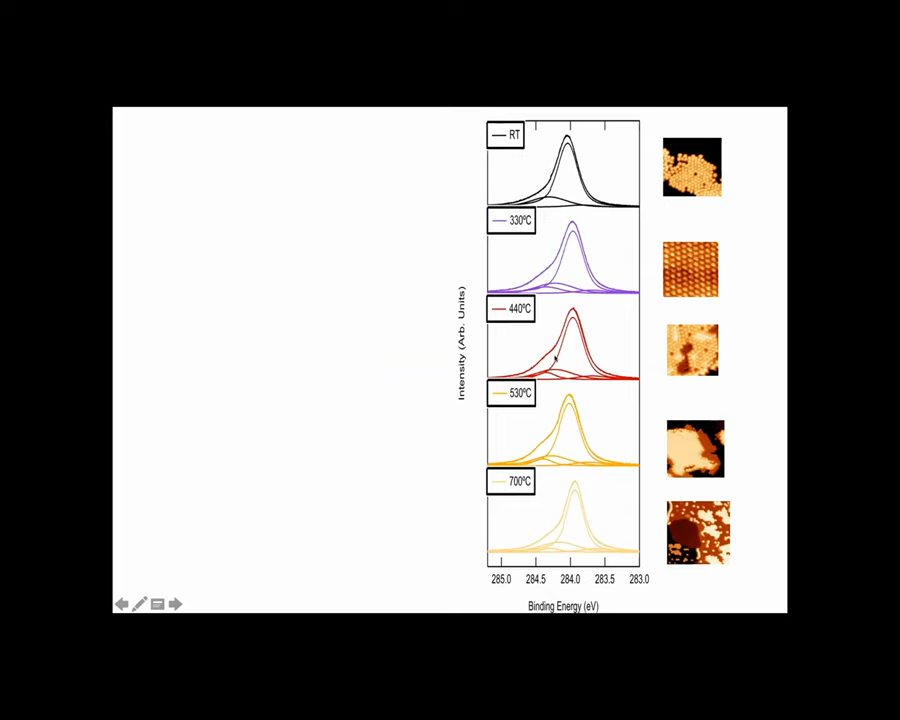 RT
330ºC
440ºC
530ºC
700ºC
Intensity (Arb. Units)
285.0 284.5 284.0 283.5 283.0
Binding Energy (eV)